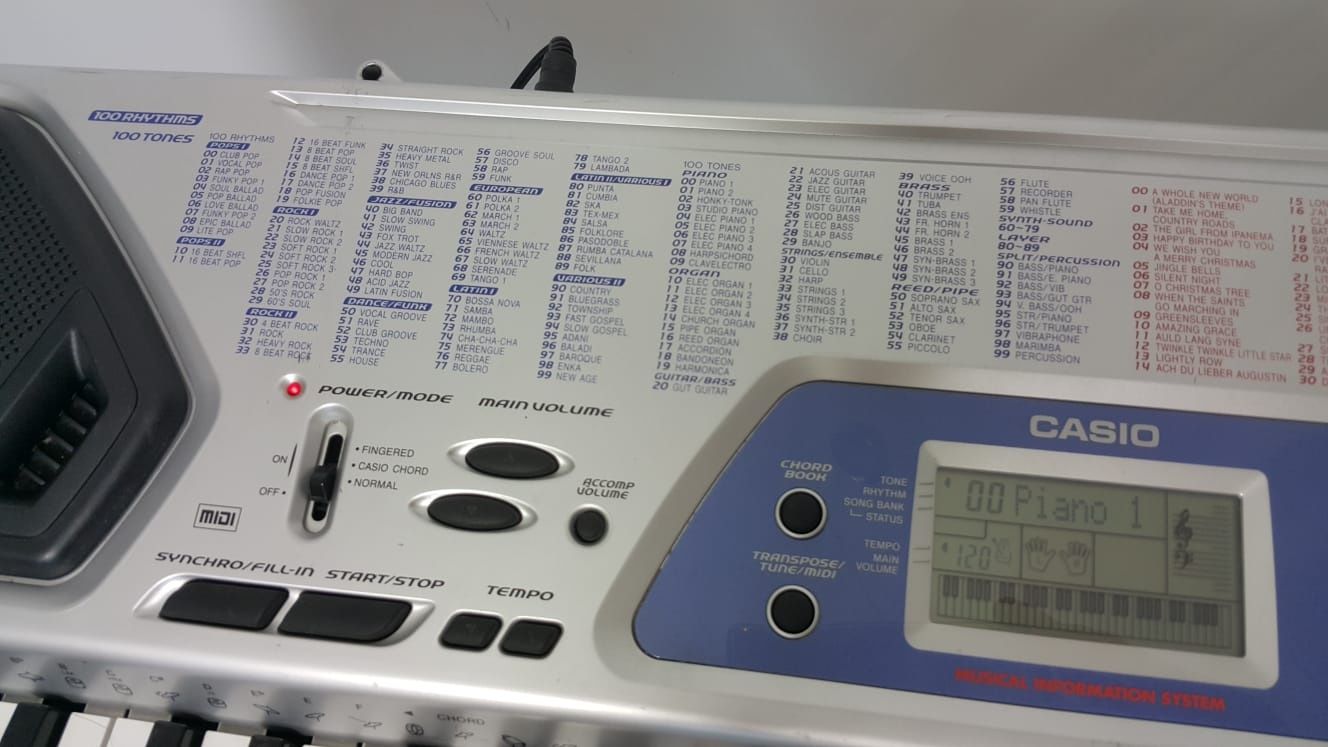 100 RHYTHMS
100 TONES
100 RHYTHMS
POPS I
00 CLUB POP
01 VOCAL POP
02 RAP POP
03 FUNKY POP 1
04 SOUL BALLAD
05 POP BALLAD
06 LOVE BALLAD
07 FUNKY POP 2
08 EPIC BALLAD
09 LITE POP
POPS II
10 16 BEAT SHFL
11 16 BEAT POP
12 16 BEAT FUNK
13 8 BEAT POP
14 8 BEAT SOUL
15 8 BEAT SHFL
16 DANCE POP 1
17 DANCE POP 2
18 POP FUSION
19 FOLKIE POP
ROCK I
20 ROCK WALTZ
21 SLOW ROCK 1
22 SLOW ROCK 2
23 SOFT ROCK 1
24 SOFT ROCK 2
25 SOFT ROCK 3
26 POP ROCK 1
27 POP ROCK 2
28 50'S ROCK
29 60'S SOUL
ROCK II
30 4 BEAT ROCK
31 ROCK
32 HEAVY ROCK
33 8 BEAT ROCK
34 STRAIGHT ROCK
35 HEAVY METAL
36 TWIST
37 NEW ORLNS R&R
38 CHICAGO BLUES
39 R&B
JAZZ/FUSION
40 BIG BAND
41 SLOW SWING
42 SWING
43 FOX TROT
44 JAZZ WALTZ
45 MODERN JAZZ
46 COOL
47 HARD BOP
48 ACID JAZZ
49 LATIN FUSION
DANCE/FUNK
50 VOCAL GROOVE
51 RAVE
52 CLUB GROOVE
53 TECHNO
54 TRANCE
55 HOUSE
56 GROOVE SOUL
57 DISCO
58 RAP
59 FUNK
EUROPEAN
60 POLKA 1
61 POLKA 2
62 MARCH 1
63 MARCH 2
64 WALTZ
65 VIENNESE WALTZ
66 FRENCH WALTZ
67 SLOW WALTZ
68 SERENADE
69 TANGO 1
LATIN I
70 BOSSA NOVA
71 SAMBA
72 MAMBO
73 RHUMBA
74 CHA-CHA-CHA
75 MERENGUE
76 REGGAE
77 BOLERO
78 TANGO 2
79 LAMBADA
LATIN II/VARIOUS I
80 PUNTA
81 CUMBIA
82 SKA
83 TEX-MEX
84 SALSA
85 FOLKLORE
86 PASODOBLE
87 RUMBA CATALANA
88 SEVILLANA
89 FOLK
VARIOUS II
90 COUNTRY
91 BLUEGRASS
92 TOWNSHIP
93 FAST GOSPEL
94 SLOW GOSPEL
95 ADANI
96 BALADI
97 BAROQUE
98 ENKA
99 NEW AGE
100 TONES
PIANO
00 PIANO 1
01 PIANO 2
02 HONKY-TONK
03 STUDIO PIANO
04 ELEC PIANO 1
05 ELEC PIANO 2
06 ELEC PIANO 3
07 ELEC PIANO 4
08 HARPSICHORD
09 CLAVELECTRO
ORGAN
10 ELEC ORGAN 1
11 ELEC ORGAN 2
12 ELEC ORGAN 3
13 ELEC ORGAN 4
14 CHURCH ORGAN
15 PIPE ORGAN
16 REED ORGAN
17 ACCORDION
18 BANDONEON
19 HARMONICA
GUITAR/BASS
20 GUT GUITAR
21 ACOUS GUITAR
22 JAZZ GUITAR
23 ELEC GUITAR
24 MUTE GUITAR
25 DIST GUITAR
26 WOOD BASS
27 ELEC BASS
28 SLAP BASS
29 BANJO
STRINGS/ENSEMBLE
30 VIOLIN
31 CELLO
32 HARP
33 STRINGS 1
34 STRINGS 2
35 STRINGS 3
36 SYNTH-STR 1
37 SYNTH-STR 2
38 CHOIR
39 VOICE OOH
BRASS
40 TRUMPET
41 TUBA
42 BRASS ENS
43 FR. HORN 1
44 FR. HORN 2
45 BRASS 1
46 BRASS 2
47 SYN-BRASS 1
48 SYN-BRASS 2
49 SYN-BRASS 3
REED/PIPE
50 SOPRANO SAX
51 ALTO SAX
52 TENOR SAX
53 OBOE
54 CLARINET
55 PICCOLO
56 FLUTE
57 RECORDER
58 PAN FLUTE
59 WHISTLE
SYNTH-SOUND
60~79
LAYER
80~89
SPLIT/PERCUSSION
90 BASS/PIANO
91 BASS/E. PIANO
92 BASS/VIB
93 BASS/GUT GTR
94 V. BASS/OOH
95 STR/PIANO
96 STR/TRUMPET
97 VIBRAPHONE
98 MARIMBA
99 PERCUSSION
00 A WHOLE NEW WORLD
(ALADDIN'S THEME)
01 TAKE ME HOME,
COUNTRY ROADS
02 THE GIRL FROM IPANEMA
03 HAPPY BIRTHDAY TO YOU
04 WE WISH YOU
A MERRY CHRISTMAS
05 JINGLE BELLS
06 SILENT NIGHT
07 O CHRISTMAS TREE
08 WHEN THE SAINTS
GO MARCHING IN
09 GREENSLEEVES
10 AMAZING GRACE
11 AULD LANG SYNE
12 TWINKLE TWINKLE LITTLE STAR
13 LIGHTLY ROW
14 ACH DU LIEBER AUGUSTIN
POWER/MODE
MAIN VOLUME
ON
OFF
FINGERED
CASIO CHORD
NORMAL
ACCOMP
VOLUME
MIDI
SYNCHRO/FILL-IN
START/STOP
TEMPO
CASIO
CHORD
BOOK
TONE
RHYTHM
SONG BANK
STATUS
TRANSPOSE/
TUNE/MIDI
TEMPO
MAIN
VOLUME
00 Piano 1
120
MUSICAL INFORMATION SYSTEM
CHORD